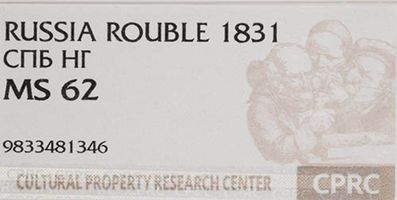 RUSSIA ROUBLE 1831
СПБ НГ
MS 62
9833481346
CULTURAL PROPERTY RESEARCH CENTER CPRC